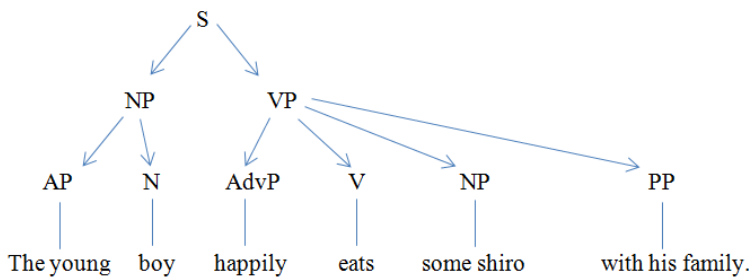 S
NP VP
AP N AdvP V NP PP
The young boy happily eats some shiro with his family.